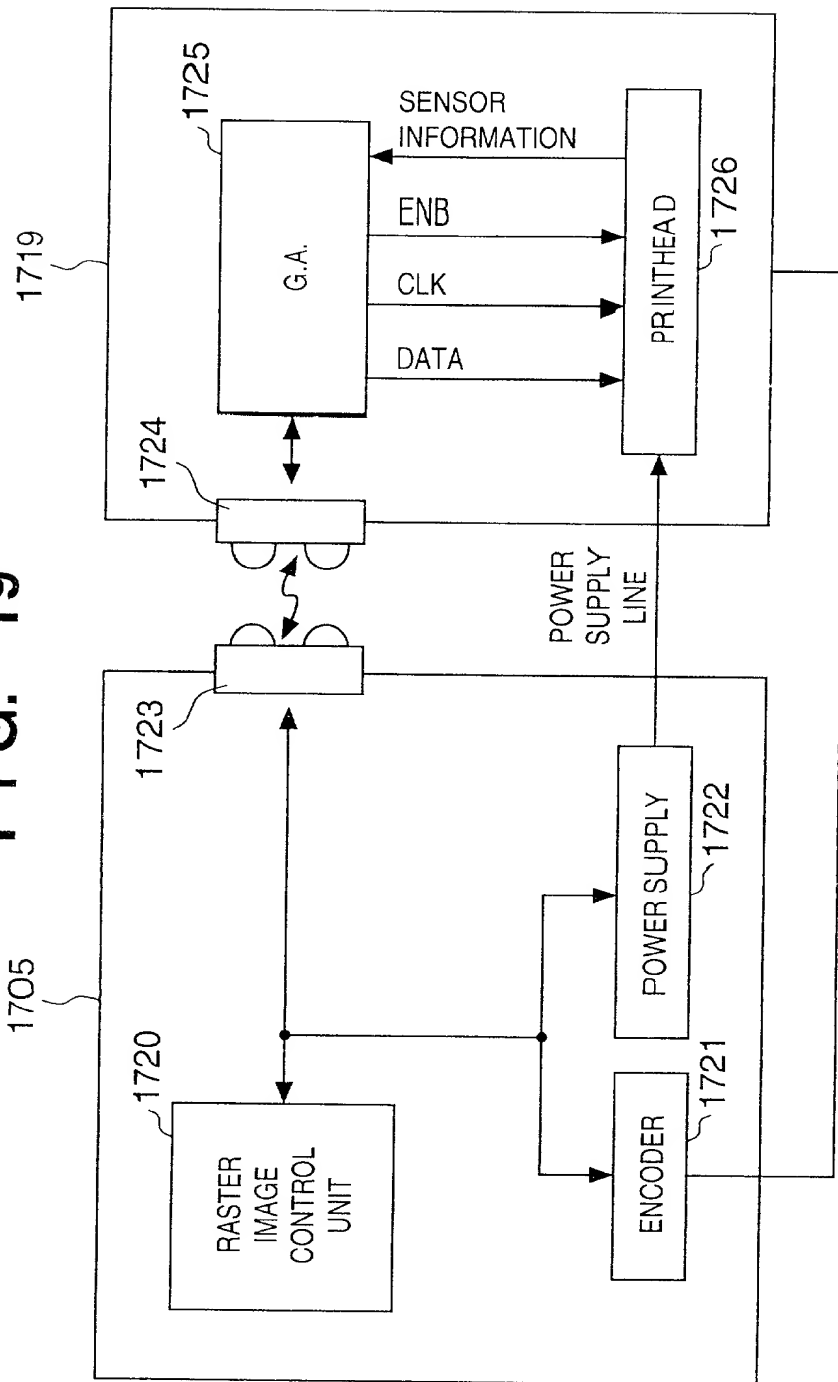 FIG. 19
1705
1720
RASTER
IMAGE
CONTROL
UNIT
1723
ENCODER
1721
POWER SUPPLY
1722
1719
1724
1725
G.A.
DATA
CLK
ENB
SENSOR
INFORMATION
POWER
SUPPLY
LINE
PRINTHEAD
1726